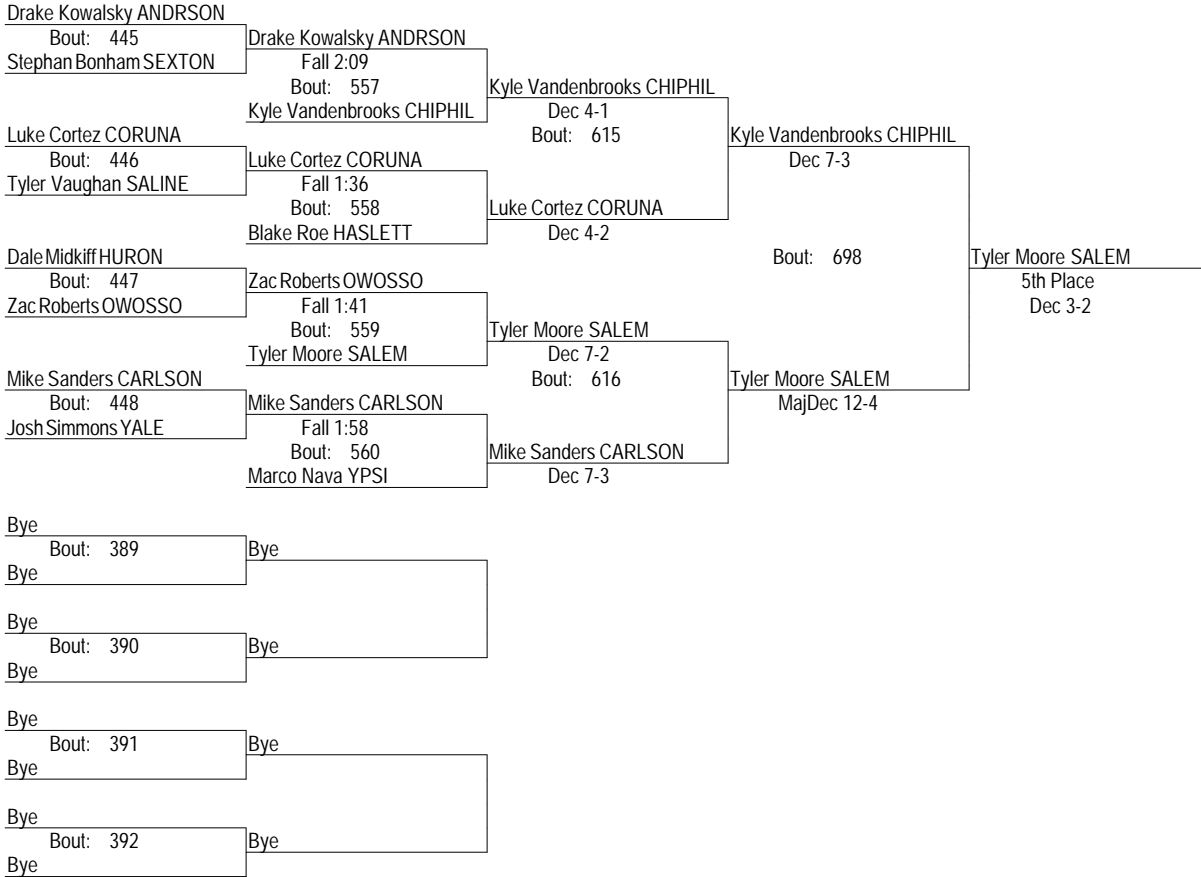 Drake Kowalsky ANDRSON
Bout: 445
Stephan Bonham SEXTON
Luke Cortez CORUNA
Bout: 446
Tyler Vaughan SALINE
Dale Midkiff HURON
Bout: 447
Zac Roberts OWOSSO
Mike Sanders CARLSON
Bout: 448
Josh Simmons YALE
Drake Kowalsky ANDRSON
Fall 2:09
Bout: 557
Kyle Vandenbrooks CHIPHIL
Luke Cortez CORUNA
Fall 1:36
Bout: 558
Blake Roe HASLETT
Zac Roberts OWOSSO
Fall 1:41
Bout: 559
Tyler Moore SALEM
Mike Sanders CARLSON
Fall 1:58
Bout: 560
Marco Nava YPSI
Kyle Vandenbrooks CHIPHIL
Dec 4-1
Bout: 615
Luke Cortez CORUNA
Dec 4-2
Tyler Moore SALEM
Dec 7-2
Bout: 616
Mike Sanders CARLSON
Dec 7-3
Kyle Vandenbrooks CHIPHIL
Dec 7-3
Bout: 698
Tyler Moore SALEM
MajDec 12-4
Tyler Moore SALEM
5th Place
Dec 3-2
Bye
Bout: 389
Bye
Bye
Bout: 390
Bye
Bye
Bout: 391
Bye
Bye
Bout: 392
Bye
Bye
Bye
Bye
Bye